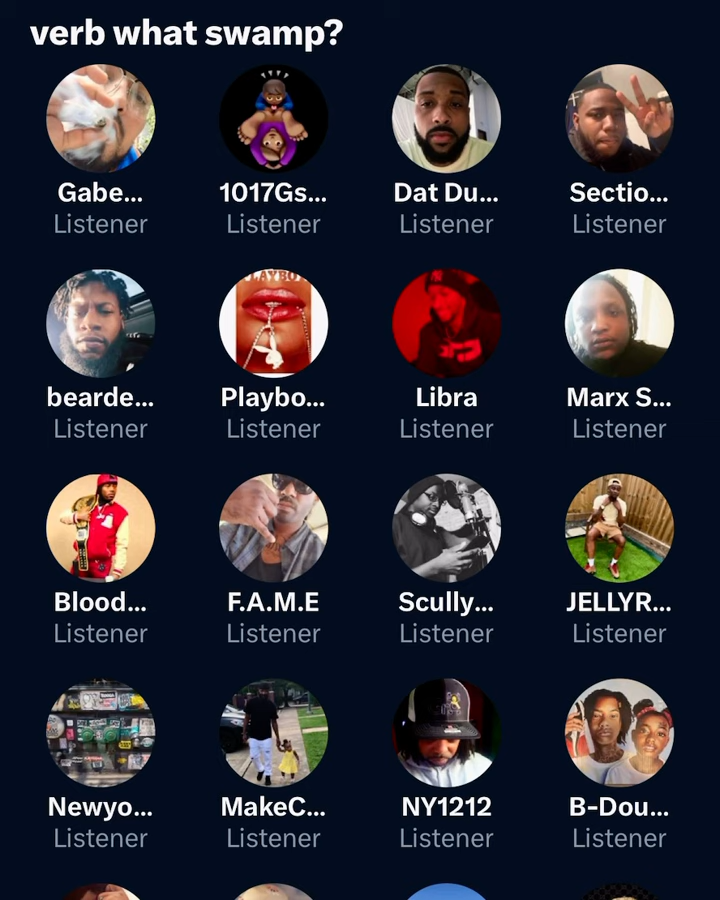 verb what swamp?
Gabe... 1017Gs... Dat Du... Sectio...
Listener Listener Listener Listener
PLAYBOY
bearde... Playbo... Libra Marx S...
Listener Listener Listener Listener
Blood... F.A.M.E Scully... JELLYR...
Listener Listener Listener Listener
Newyo... MakeC... NY1212 B-Dou...
Listener Listener Listener Listener